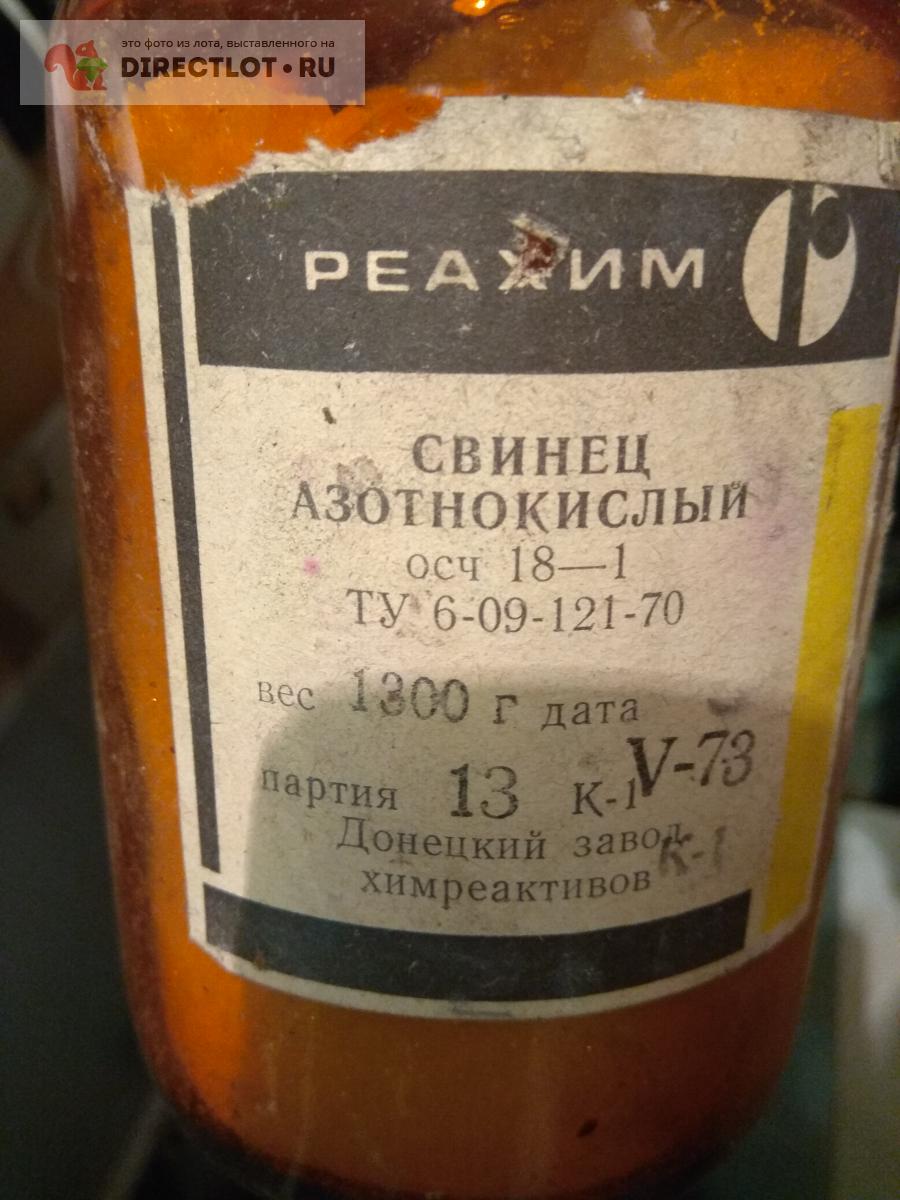 это фото из лота, выставленного на
DIRECTLOT.RU
РЕАХИМ
СВИНЕЦ
АЗОТНОКИСЛЫЙ
осч 18—1
ТУ 6-09-121-70
вес 1300 г дата
V-73
партия 13 К-1
Донецкий завод
К-1
химреактивов